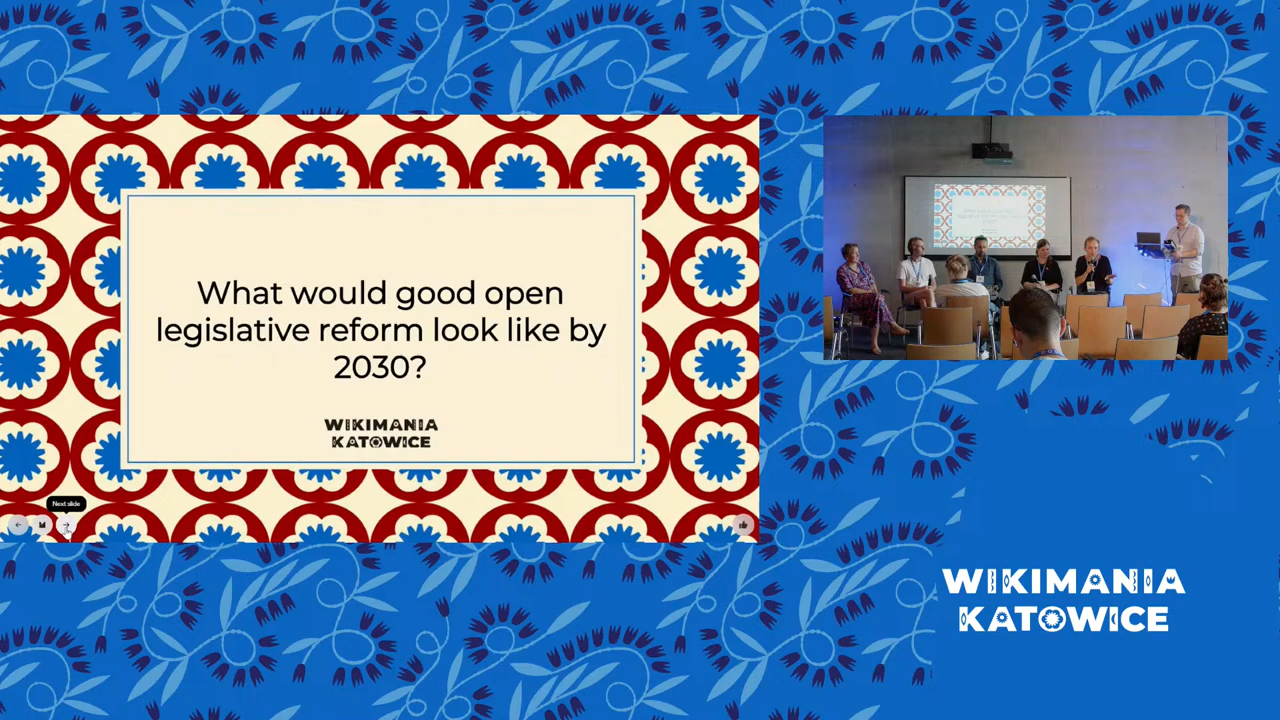 What would good open
legislative reform look like by
2030?
WIKIMANIA
KATOWICE
Next slide
WIKIMANIA
KATOWICE